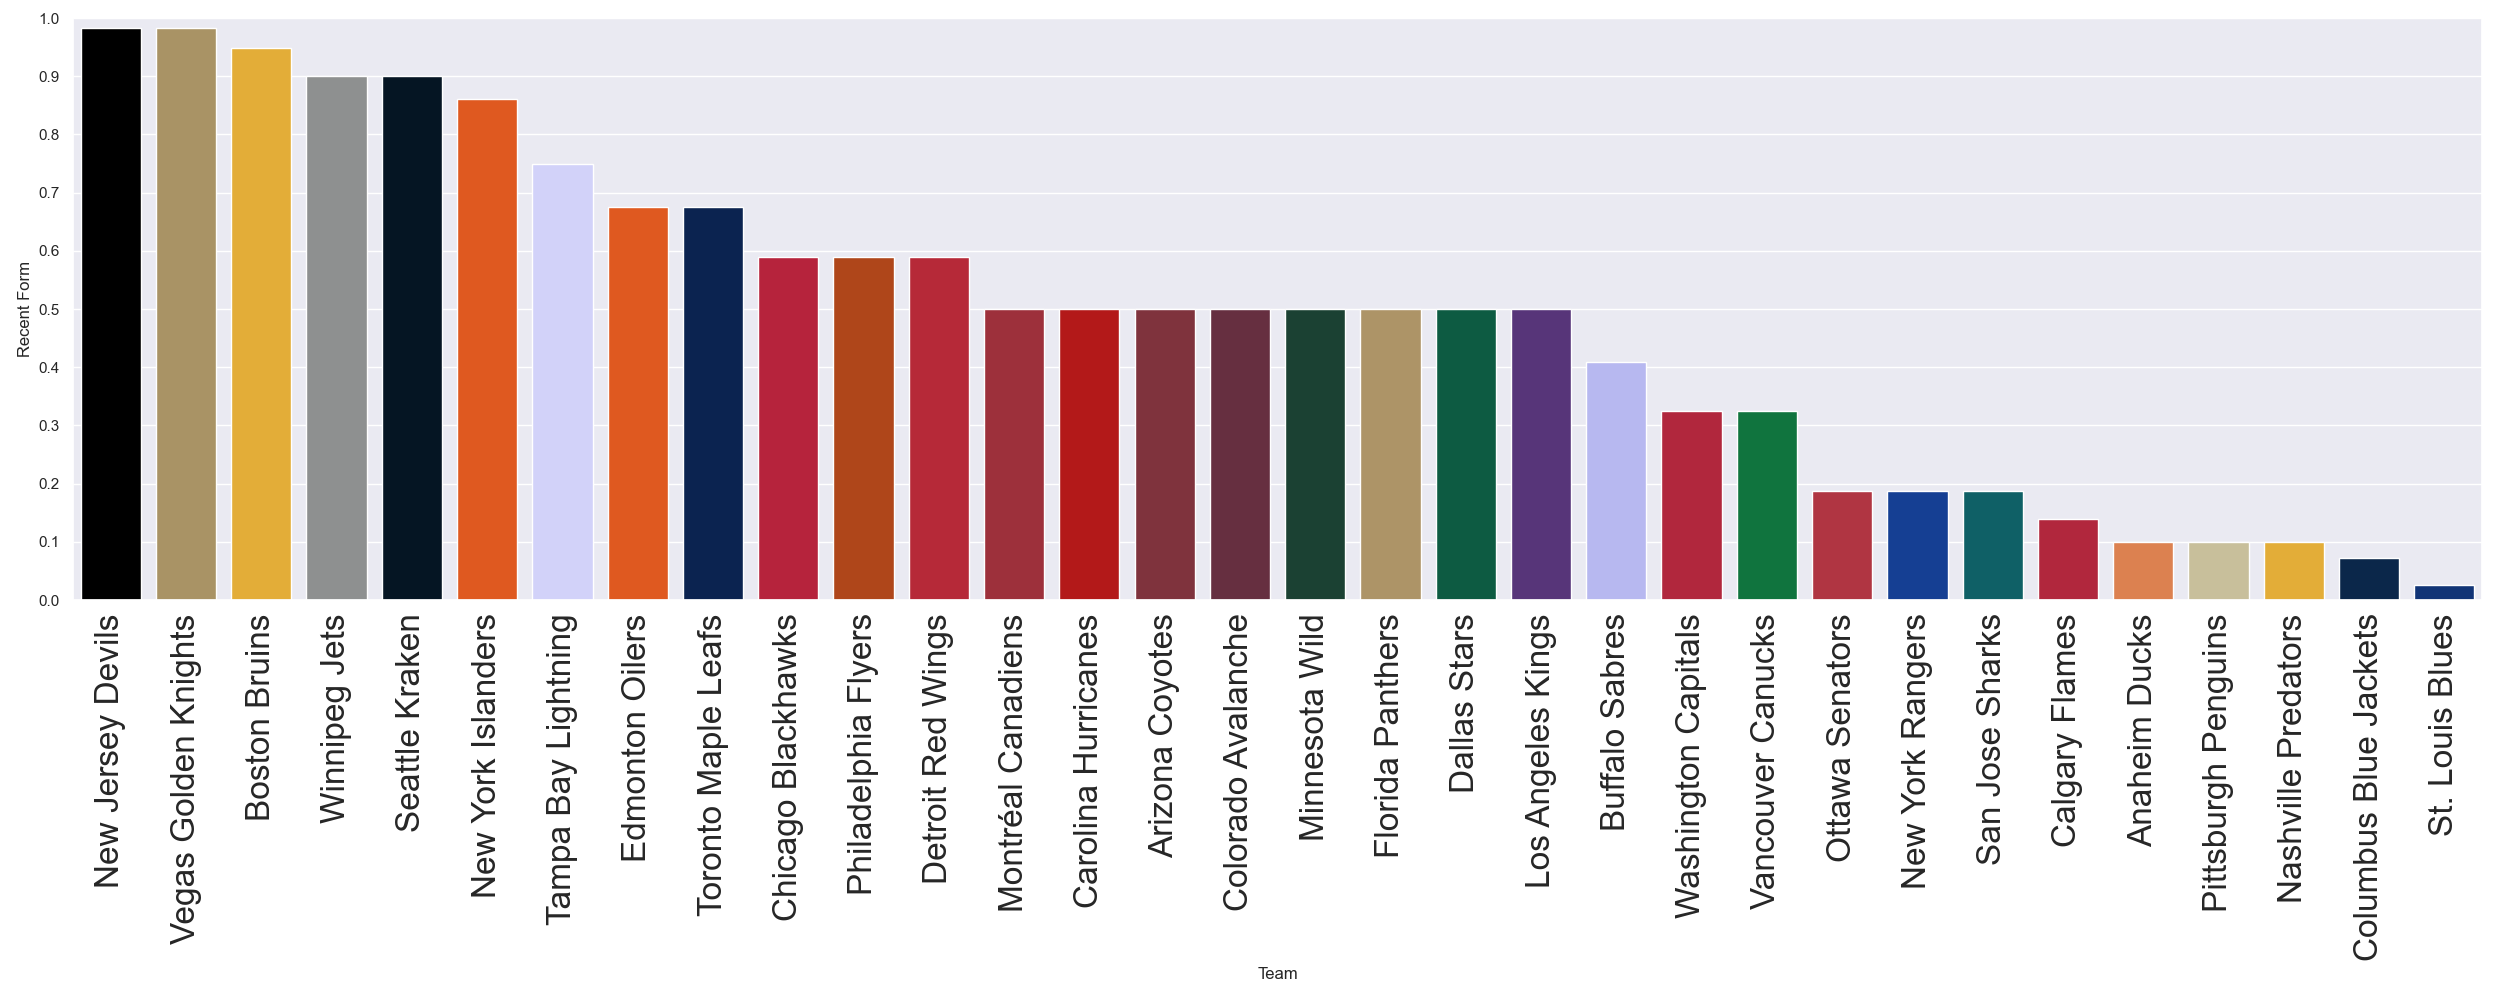 1.0
0.9
0.8
0.7
0.6
0.5
0.4
0.3
0.2
0.1
0.0
Recent Form
New Jersey Devils
Vegas Golden Knights
Boston Bruins
Winnipeg Jets
Seattle Kraken
New York Islanders
Tampa Bay Lightning
Edmonton Oilers
Toronto Maple Leafs
Chicago Blackhawks
Philadelphia Flyers
Detroit Red Wings
Montréal Canadiens
Carolina Hurricanes
Arizona Coyotes
Colorado Avalanche
Minnesota Wild
Florida Panthers
Dallas Stars
Los Angeles Kings
Buffalo Sabres
Washington Capitals
Vancouver Canucks
Ottawa Senators
New York Rangers
San Jose Sharks
Calgary Flames
Anaheim Ducks
Pittsburgh Penguins
Nashville Predators
Columbus Blue Jackets
St. Louis Blues
Team